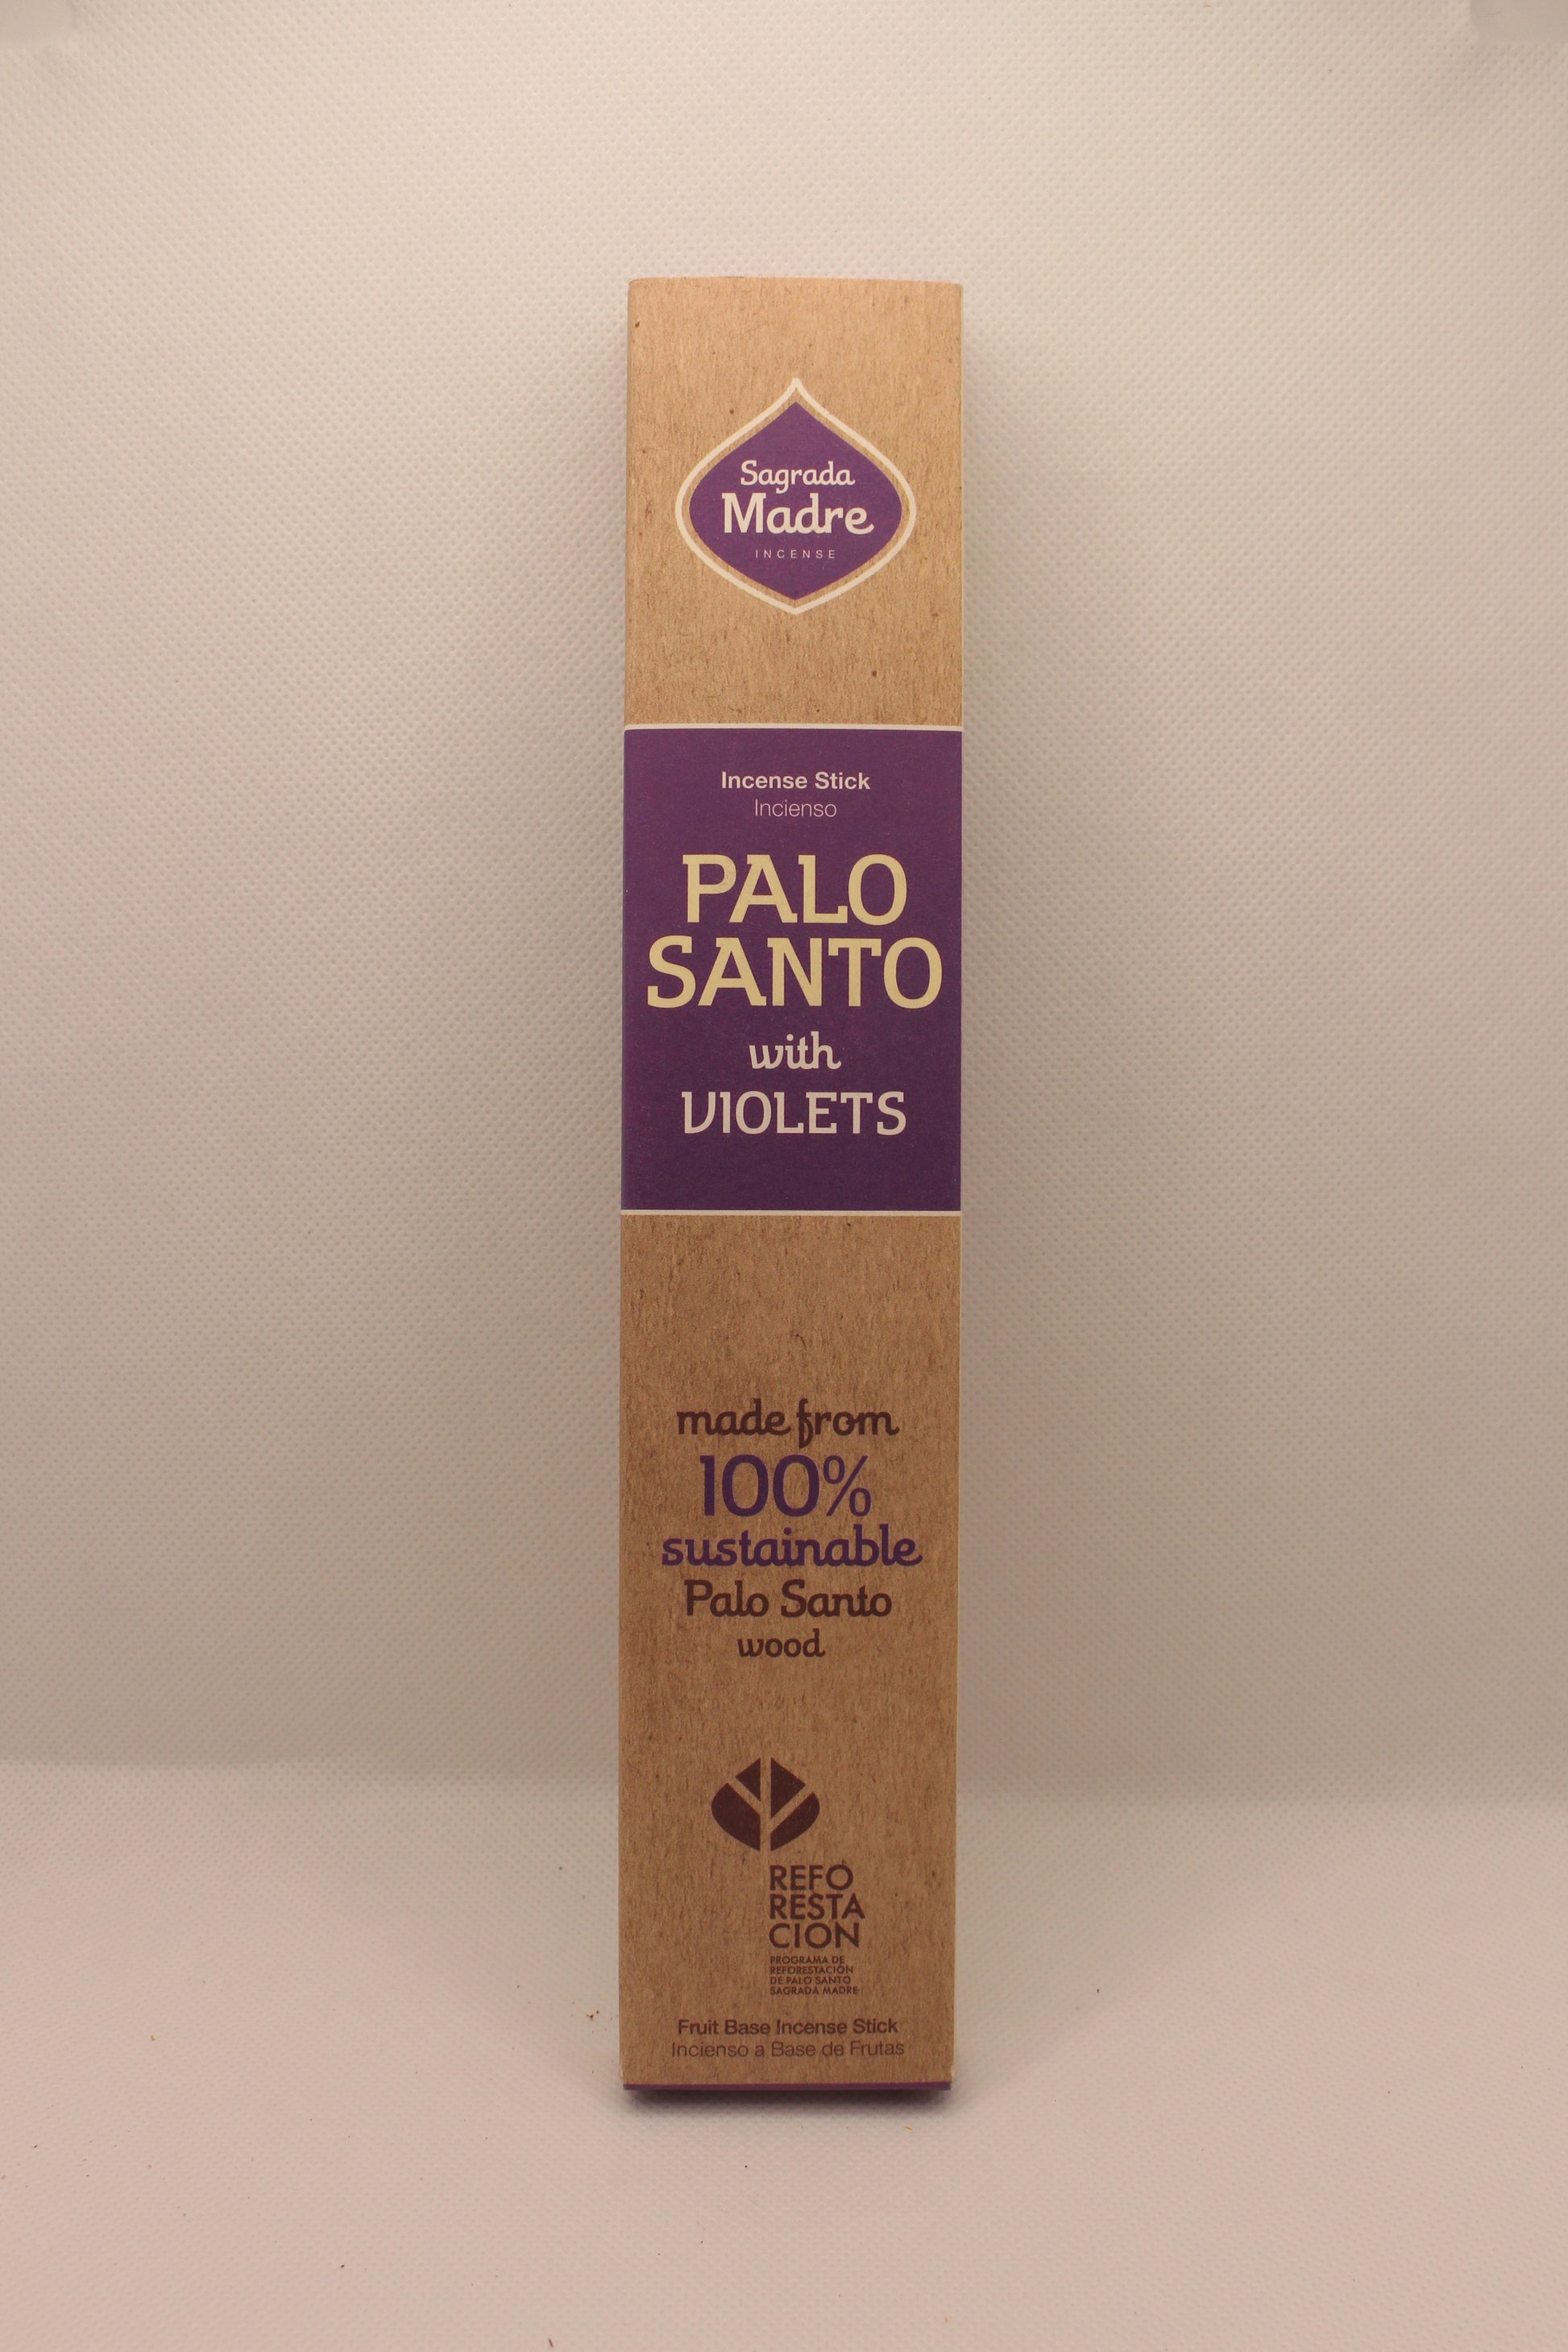 Sagrada
Madre
INCENSE
Incense Stick
Incienso
PALO
SANTO
with
VIOLETS
made from
100%
sustainable
Palo Santo
wood
REFO
RESTA
CIÓN
PROGRAMA DE
REFORESTACIÓN
DE PALO SANTO
SAGRADA MADRE
Fruit Base Incense Stick
Incienso a Base de Frutas